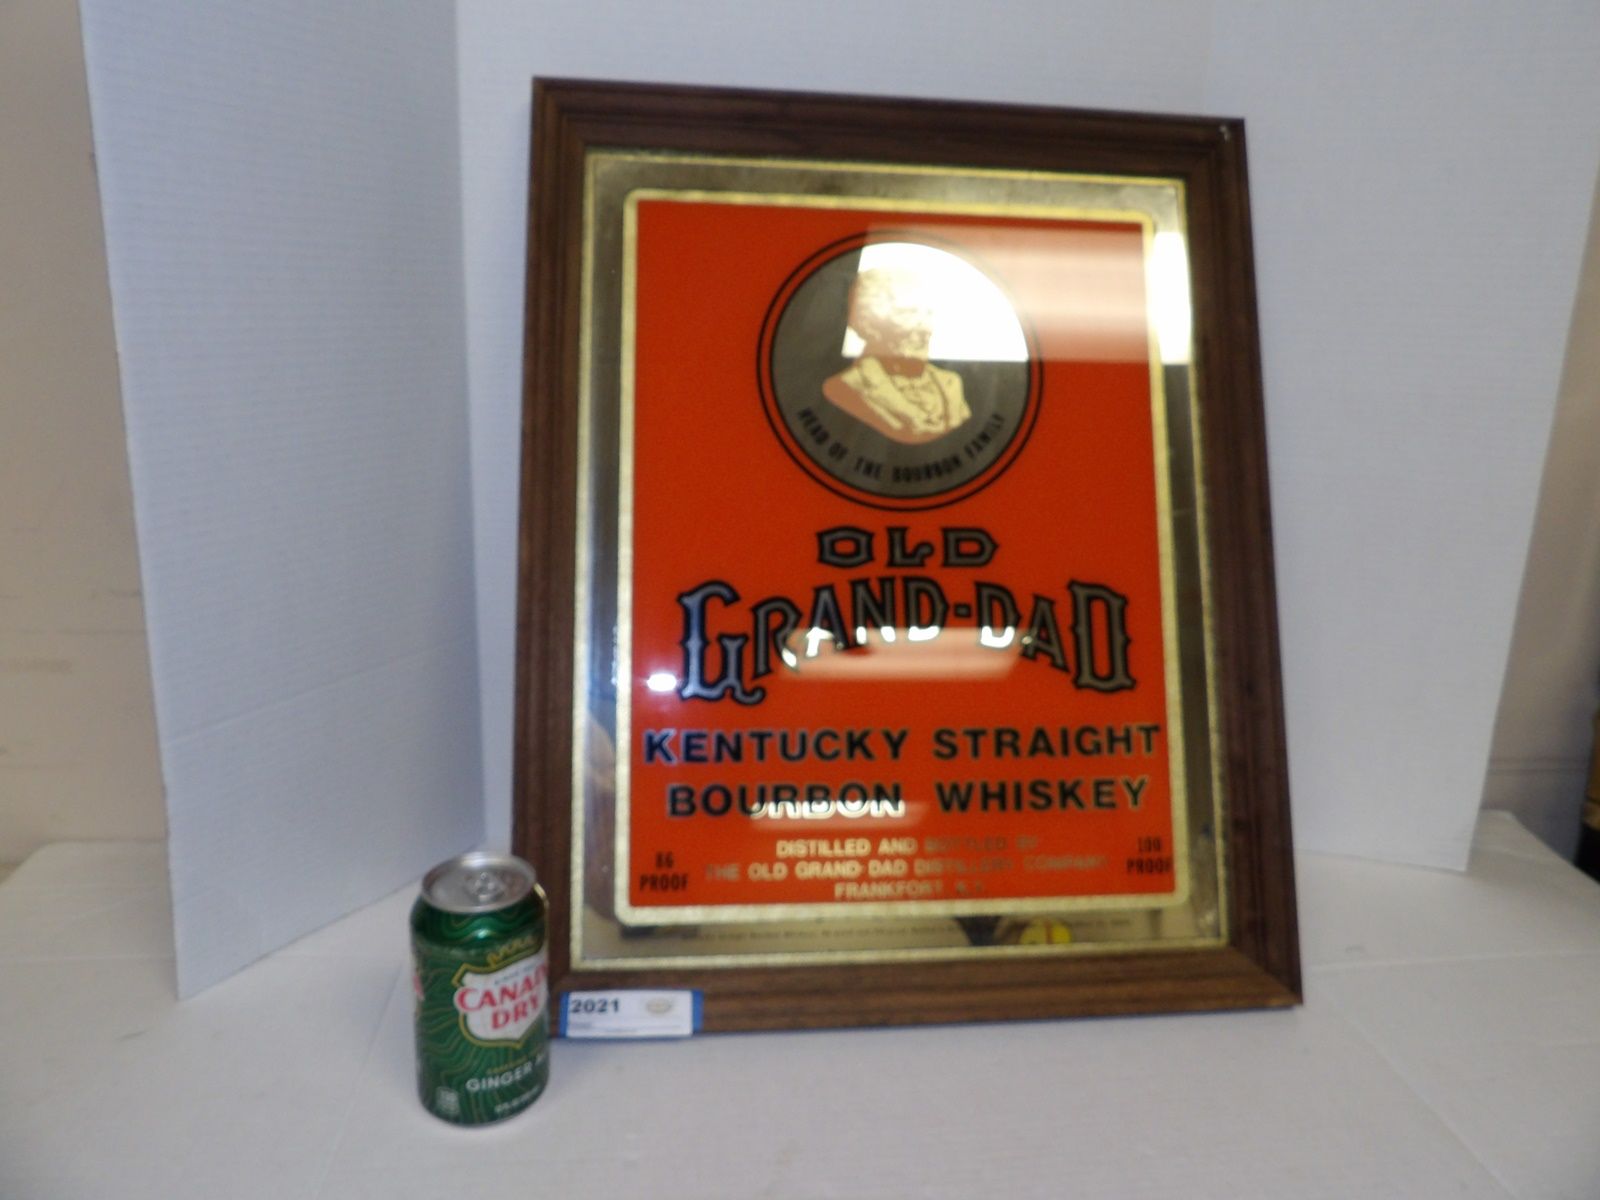 HEAD OF THE BOURBON FAMILY
OLD
GRAND-DAD
KENTUCKY STRAIGHT
BOURBON WHISKEY
DISTILLED AND BOTTLED BY
THE OLD GRAND-DAD DISTILLERY COMPANY
FRANKFORT, KY.
86
PROOF
100
PROOF
2021
CANADA
DRY
GINGER